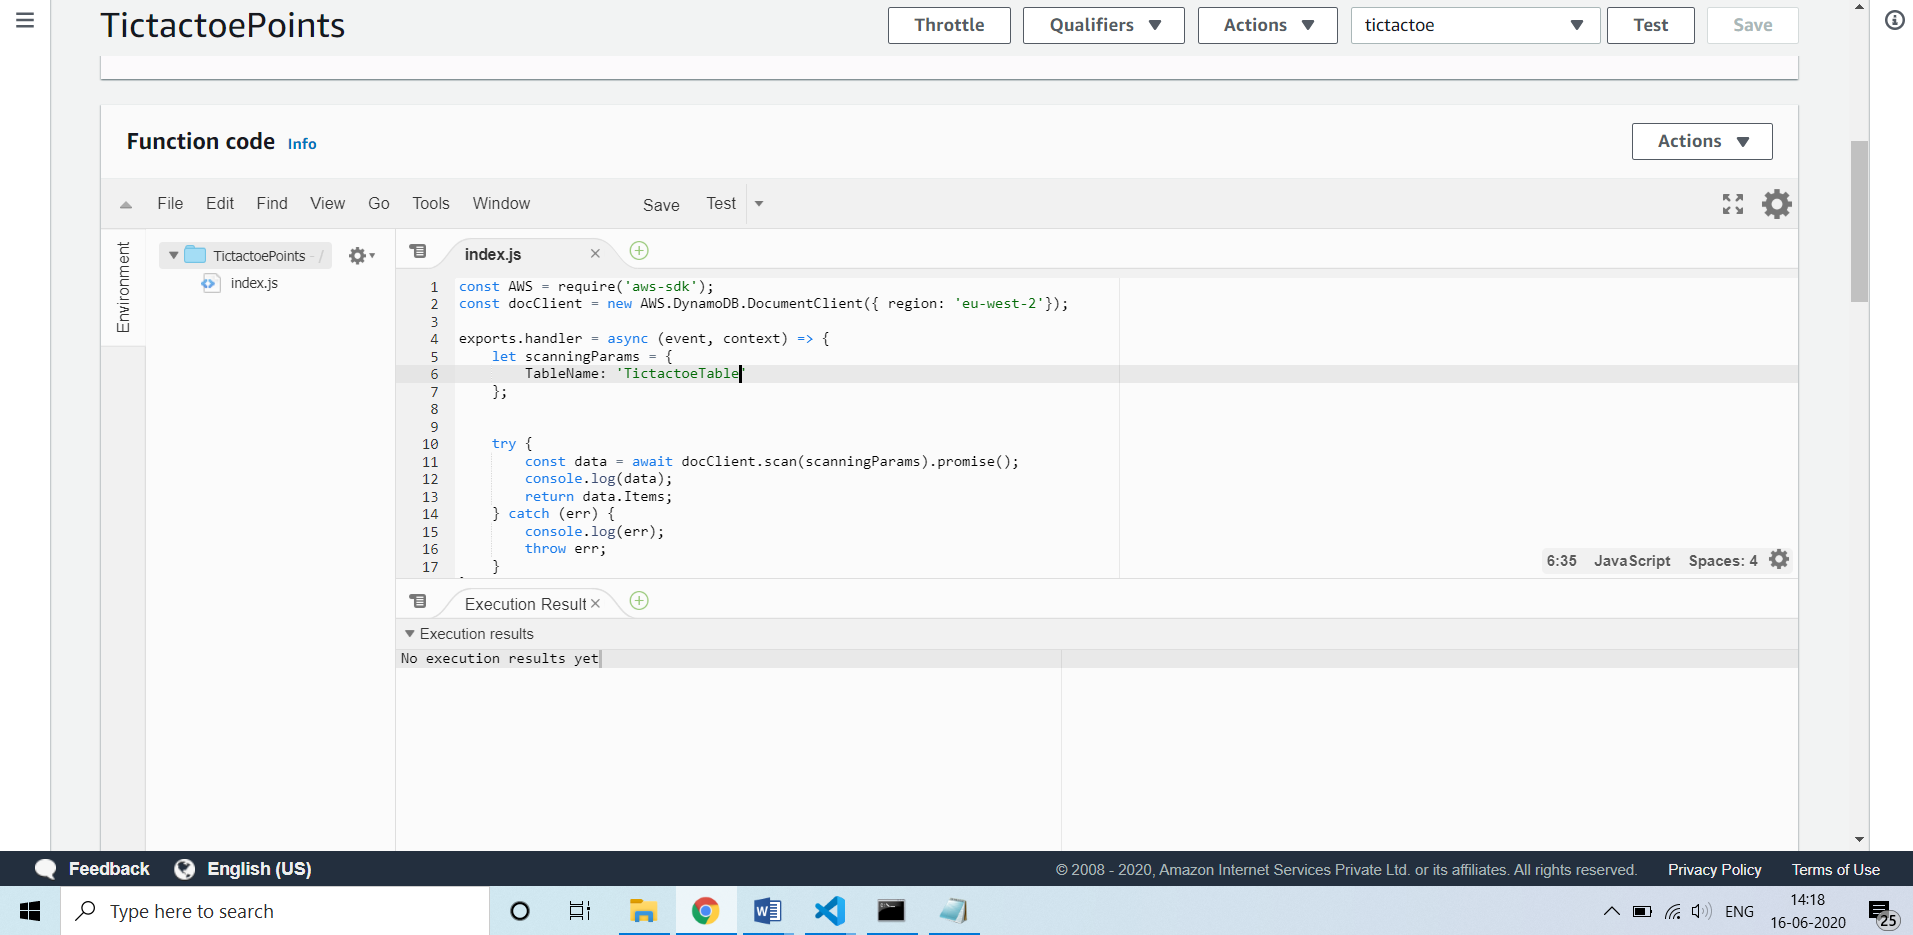 TictactoePoints
Throttle
Qualifiers
Actions
tictactoe
Test
Save
Function code Info
Actions
File Edit Find View Go Tools Window Save Test
Environment
TictactoePoints - /
index.js
index.js
1 const AWS = require('aws-sdk');
2 const docClient = new AWS.DynamoDB.DocumentClient({ region: 'eu-west-2'});
3
4 exports.handler = async (event, context) => {
5     let scanningParams = {
6         TableName: 'TictactoeTable'
7     };
8
9
10     try {
11         const data = await docClient.scan(scanningParams).promise();
12         console.log(data);
13         return data.Items;
14     } catch (err) {
15         console.log(err);
16         throw err;
17     }
6:35 JavaScript Spaces: 4
Execution Result
Execution results
No execution results yet
Feedback English (US)
© 2008 - 2020, Amazon Internet Services Private Ltd. or its affiliates. All rights reserved. Privacy Policy Terms of Use
Type here to search
ENG
14:18
16-06-2020
25